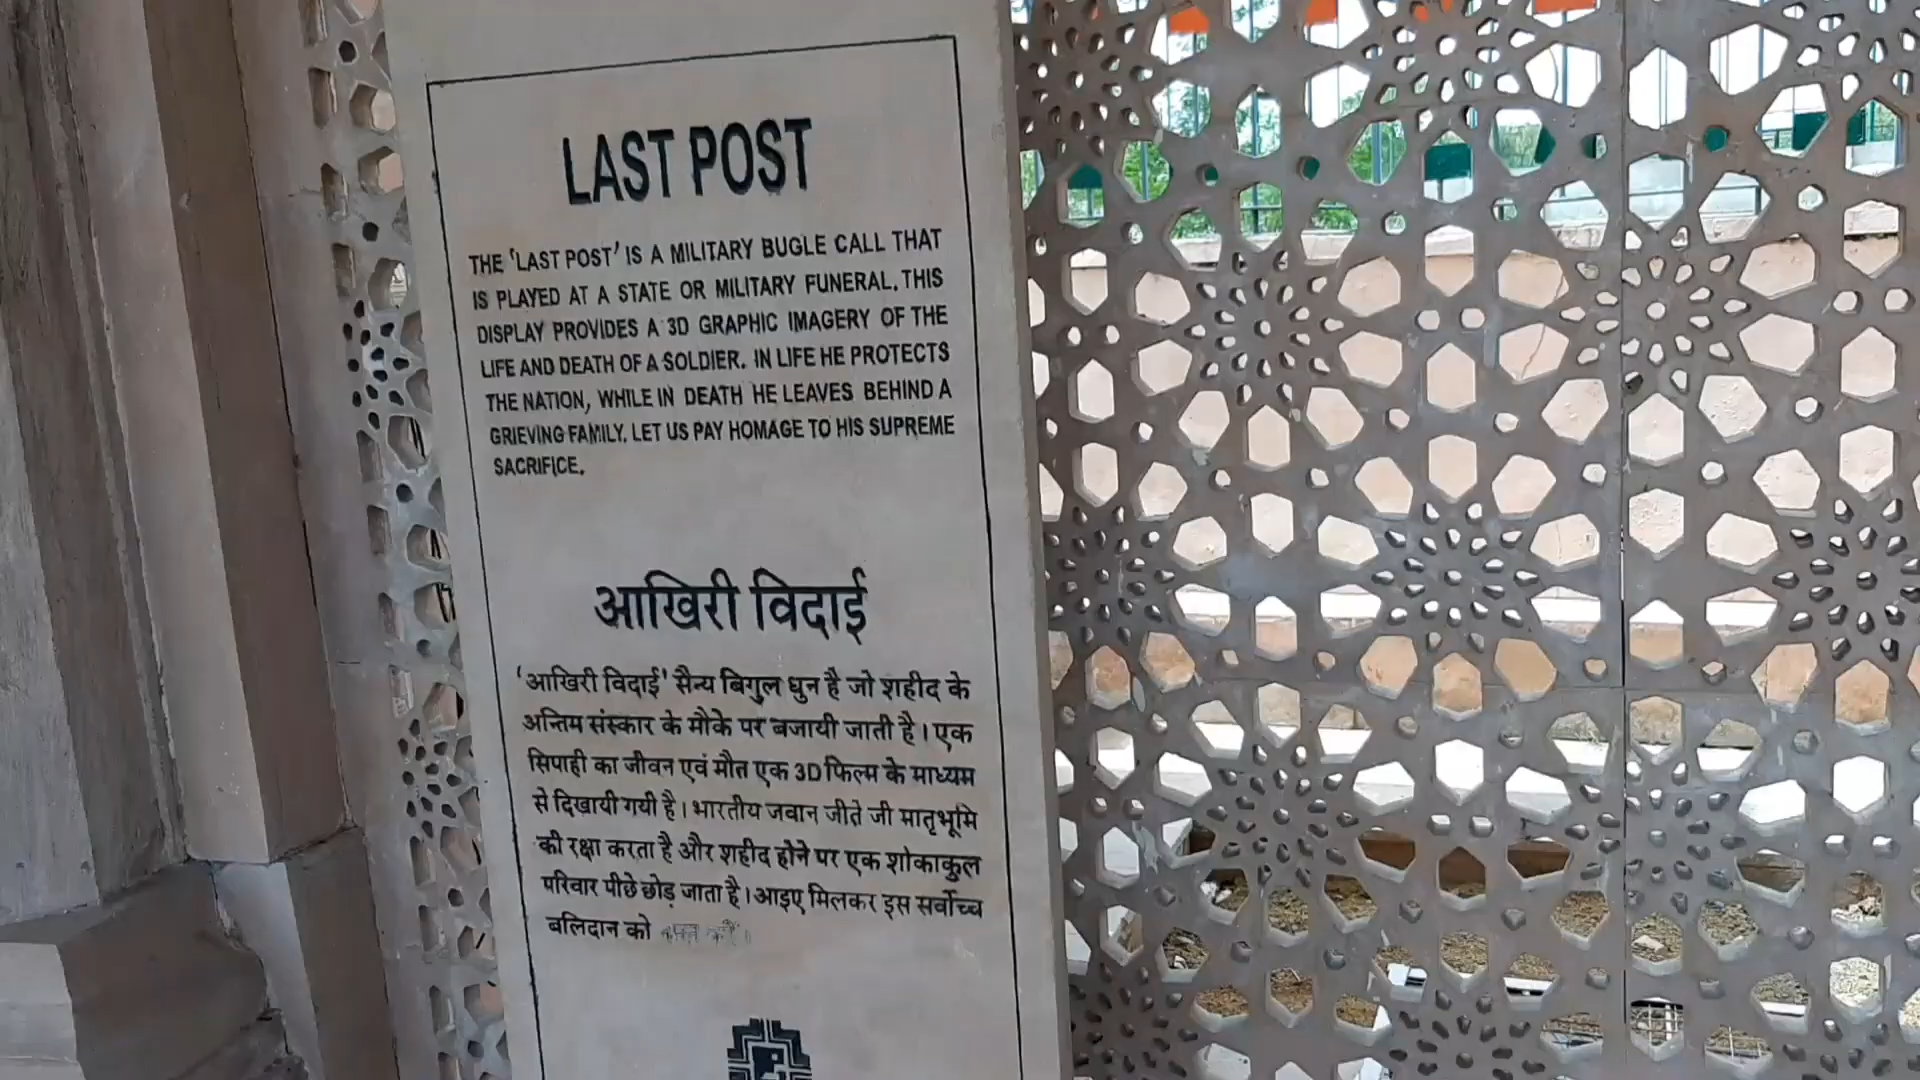 LAST POST
THE 'LAST POST' IS A MILITARY BUGLE CALL THAT
IS PLAYED AT A STATE OR MILITARY FUNERAL. THIS
DISPLAY PROVIDES A 3D GRAPHIC IMAGERY OF THE
LIFE AND DEATH OF A SOLDIER. IN LIFE HE PROTECTS
THE NATION, WHILE IN DEATH HE LEAVES BEHIND A
GRIEVING FAMILY. LET US PAY HOMAGE TO HIS SUPREME
SACRIFICE.
आखिरी विदाई
'आखिरी विदाई' सैन्य बिगुल धुन है जो शहीद के
अन्तिम संस्कार के मौके पर बजायी जाती है। एक
सिपाही का जीवन एवं मौत एक 3D फिल्म के माध्यम
से दिखायी गयी है। भारतीय जवान जीते जी मातृभूमि
की रक्षा करता है और शहीद होने पर एक शोकाकुल
परिवार पीछे छोड़ जाता है। आइए मिलकर इस सर्वोच्च
बलिदान को